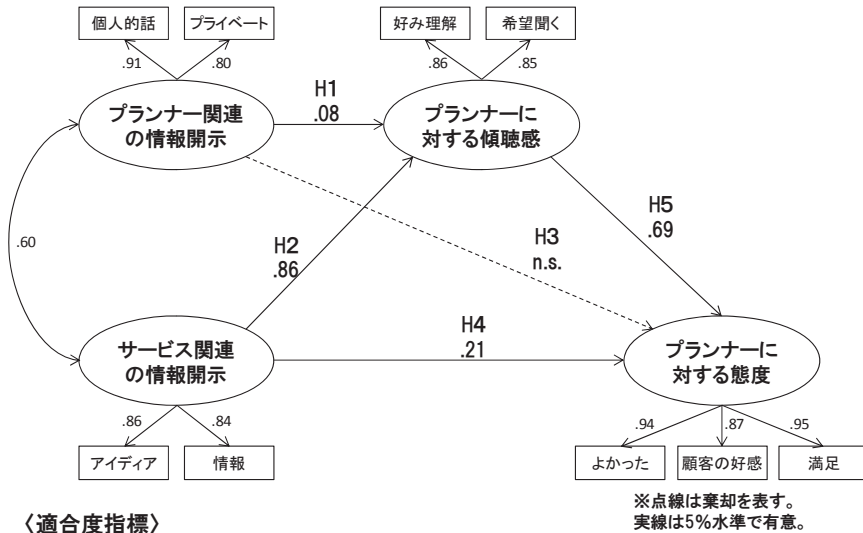 個人的話
プライベート
好み理解
希望聞く
.91
.80
.86
.85
プランナー関連
の情報開示
H1
.08
プランナーに
対する傾聴感
.60
H2
.86
H3
n.s.
H5
.69
サービス関連
の情報開示
H4
.21
プランナーに
対する態度
.86
.84
.94
.87
.95
アイディア
情報
よかった
顧客の好感
満足
※点線は棄却を表す。
実線は5%水準で有意。
〈適合度指標〉